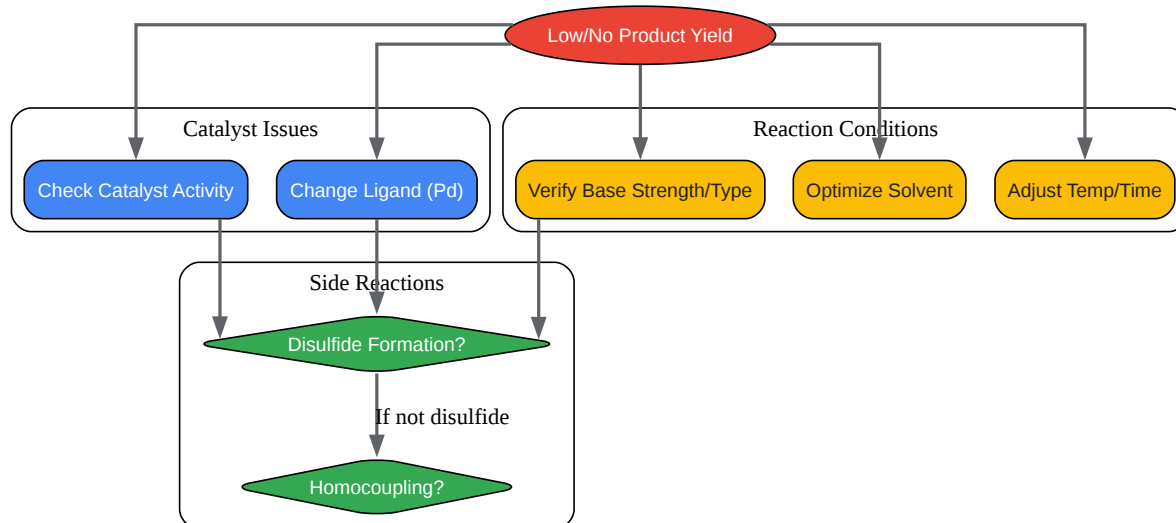 Low/No Product Yield
Catalyst Issues
Reaction Conditions
Check Catalyst Activity
Change Ligand (Pd)
Verify Base Strength/Type
Optimize Solvent
Adjust Temp/Time
Side Reactions
Disulfide Formation?
If not disulfide
Homocoupling?